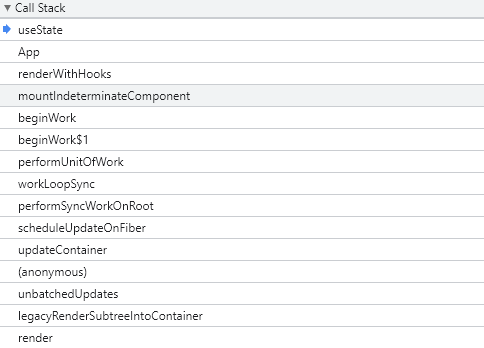 Call Stack
useState
App
renderWithHooks
mountIndeterminateComponent
beginWork
beginWork$1
performUnitOfWork
workLoopSync
performSyncWorkOnRoot
scheduleUpdateOnFiber
updateContainer
(anonymous)
unbatchedUpdates
legacyRenderSubtreeIntoContainer
render